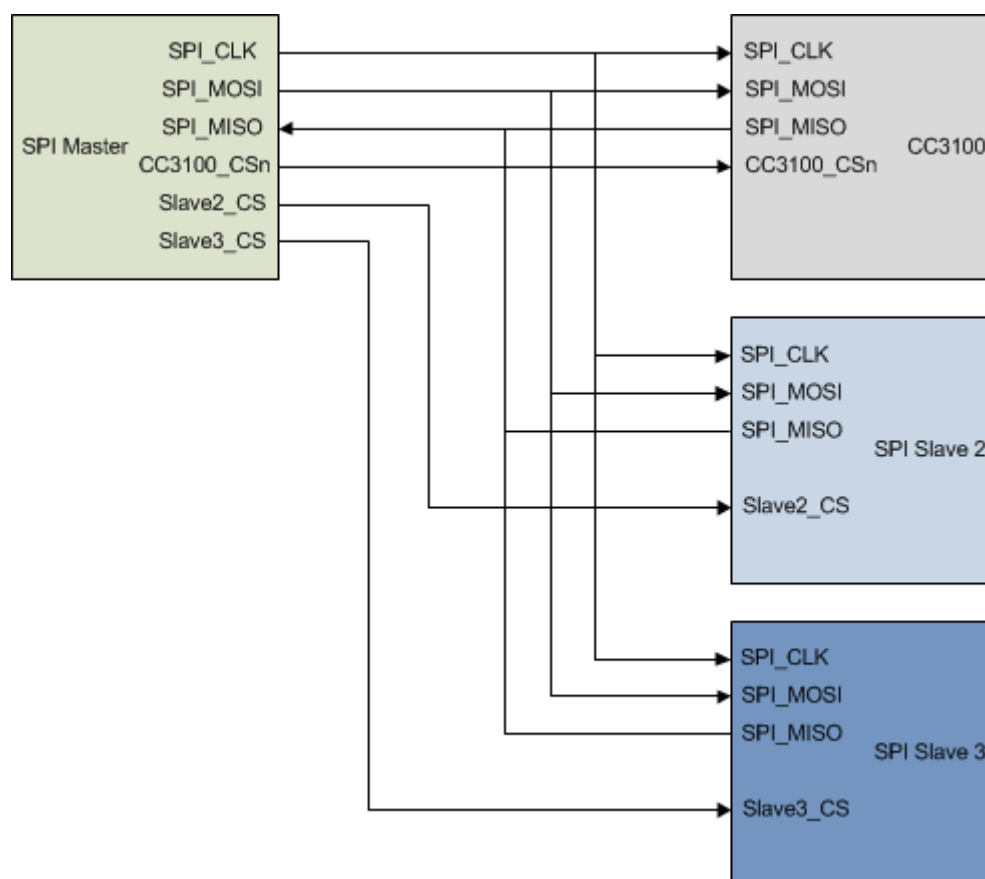 SPI Master
SPI_CLK
SPI_MOSI
SPI_MISO
CC3100_CSn
Slave2_CS
Slave3_CS
SPI_CLK
SPI_MOSI
SPI_MISO
CC3100_CSn
CC3100
SPI_CLK
SPI_MOSI
SPI_MISO
SPI Slave 2
Slave2_CS
SPI_CLK
SPI_MOSI
SPI_MISO
SPI Slave 3
Slave3_CS